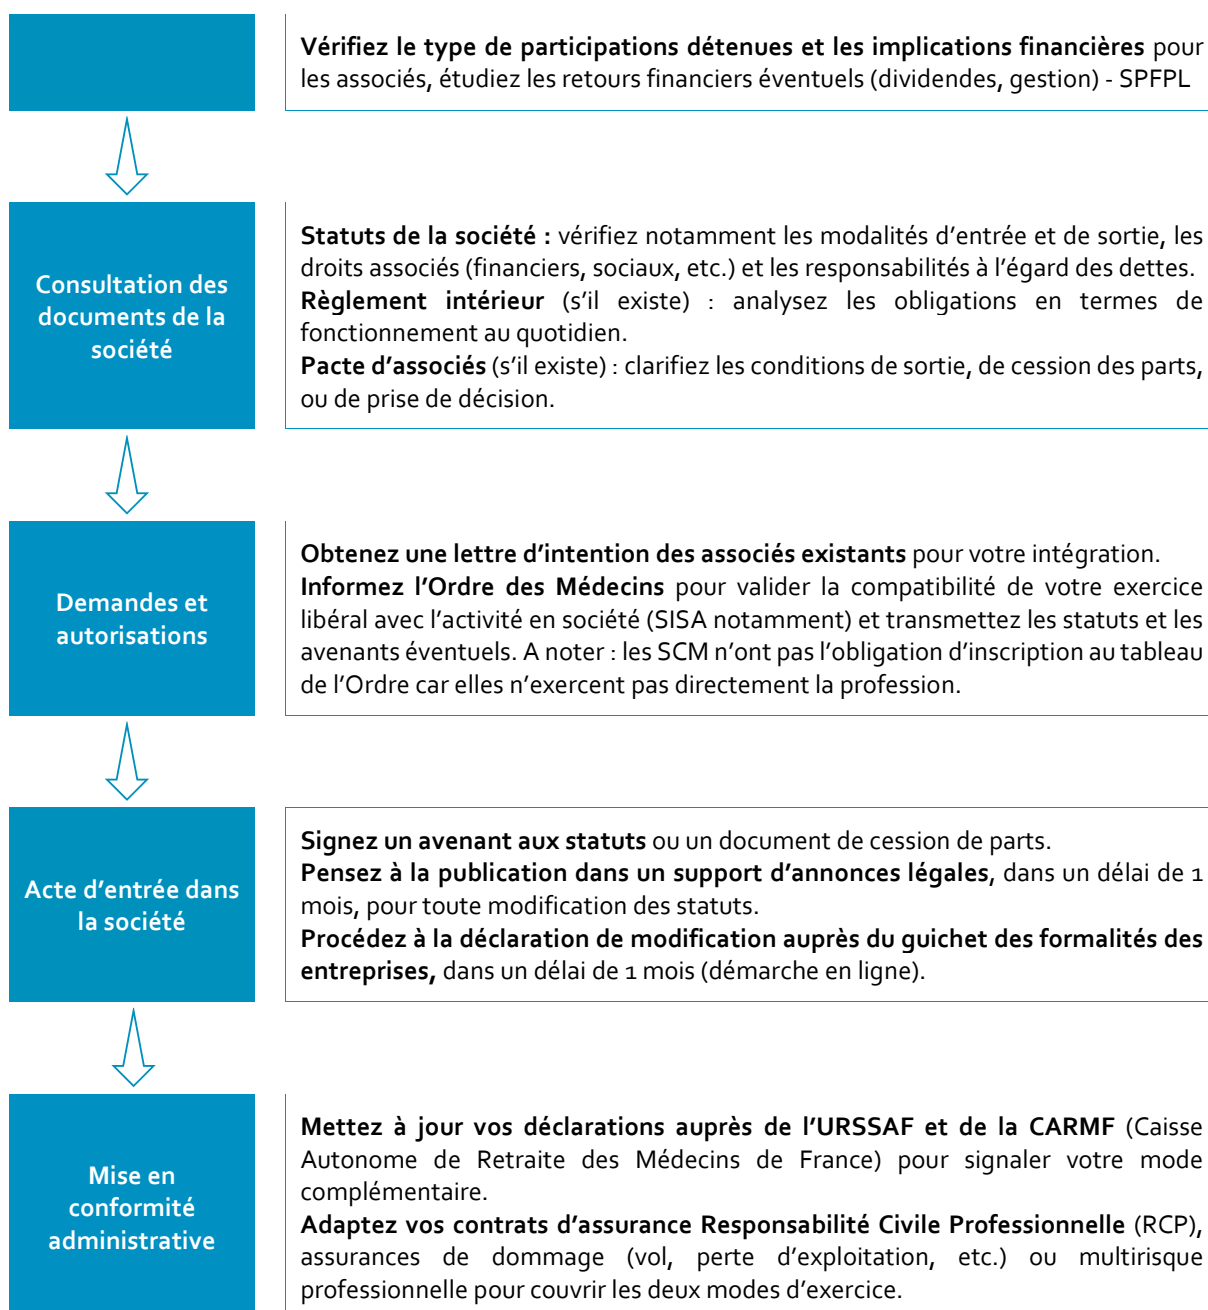 Vérifiez le type de participations détenues et les implications financières pour
les associés, étudiez les retours financiers éventuels (dividendes, gestion) - SPFPL
Consultation des
documents de la
société
Statuts de la société : vérifiez notamment les modalités d’entrée et de sortie, les
droits associés (financiers, sociaux, etc.) et les responsabilités à l’égard des dettes.
Règlement intérieur (s’il existe) : analysez les obligations en termes de
fonctionnement au quotidien.
Pacte d’associés (s’il existe) : clarifiez les conditions de sortie, de cession des parts,
ou de prise de décision.
Demandes et
autorisations
Obtenez une lettre d’intention des associés existants pour votre intégration.
Informez l’Ordre des Médecins pour valider la compatibilité de votre exercice
libéral avec l’activité en société (SISA notamment) et transmettez les statuts et les
avenants éventuels. A noter : les SCM n’ont pas l’obligation d’inscription au tableau
de l’Ordre car elles n’exercent pas directement la profession.
Acte d’entrée dans
la société
Signez un avenant aux statuts ou un document de cession de parts.
Pensez à la publication dans un support d’annonces légales, dans un délai de 1
mois, pour toute modification des statuts.
Procédez à la déclaration de modification auprès du guichet des formalités des
entreprises, dans un délai de 1 mois (démarche en ligne).
Mise en
conformité
administrative
Mettez à jour vos déclarations auprès de l’URSSAF et de la CARMF (Caisse
Autonome de Retraite des Médecins de France) pour signaler votre mode
complémentaire.
Adaptez vos contrats d’assurance Responsabilité Civile Professionnelle (RCP),
assurances de dommage (vol, perte d’exploitation, etc.) ou multirisque
professionnelle pour couvrir les deux modes d’exercice.